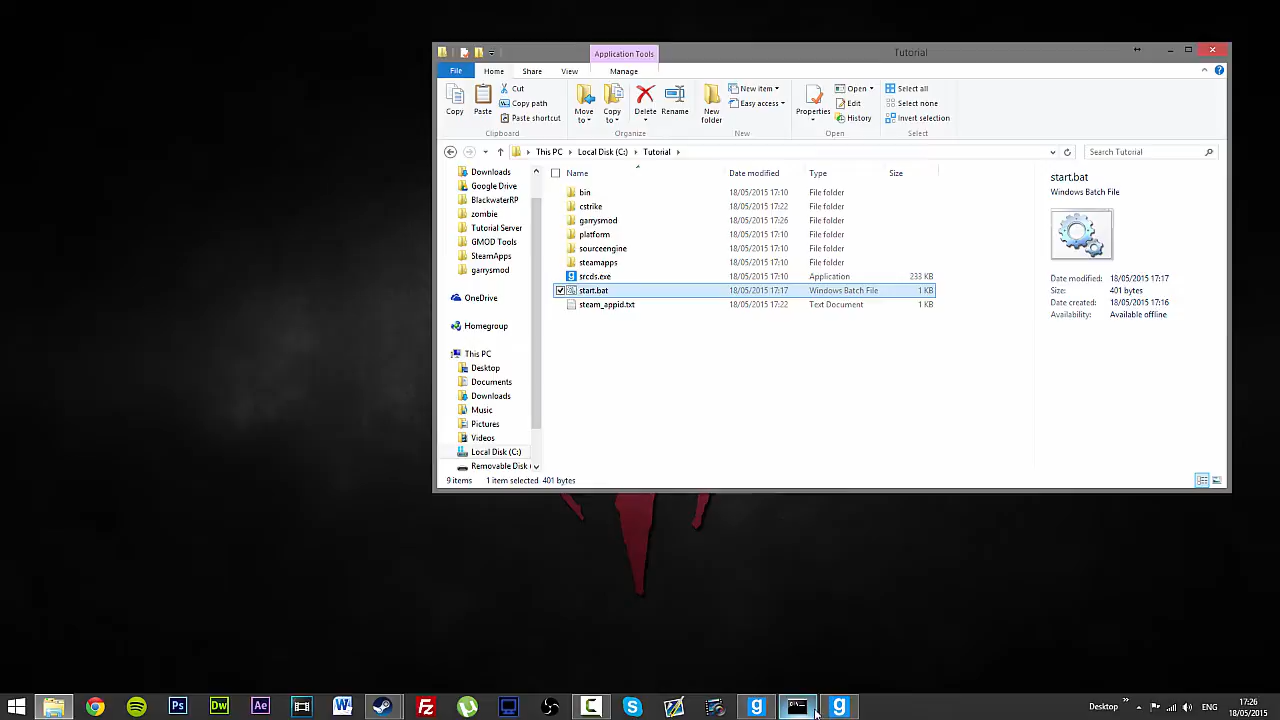 Application Tools
Tutorial
File Home Share View Manage
Copy
Paste
Cut
Copy path
Paste shortcut
Clipboard
Move to
Copy to
Delete
Rename
Organize
New folder
New item
Easy access
New
Properties
Open
Edit
History
Open
Select all
Select none
Invert selection
Select
This PC Local Disk (C:) Tutorial
Search Tutorial
Downloads
Google Drive
BlackwaterRP
zombie
Tutorial Server
GMOD Tools
SteamApps
garrysmod
OneDrive
Homegroup
This PC
Desktop
Documents
Downloads
Music
Pictures
Videos
Local Disk (C:)
Removable Disk
Name Date modified Type Size
bin 18/05/2015 17:10 File folder
cstrike 18/05/2015 17:22 File folder
garrysmod 18/05/2015 17:26 File folder
platform 18/05/2015 17:10 File folder
sourceengine 18/05/2015 17:10 File folder
steamapps 18/05/2015 17:10 File folder
srcds.exe 18/05/2015 17:10 Application 233 KB
start.bat 18/05/2015 17:17 Windows Batch File 1 KB
steam_appid.txt 18/05/2015 17:22 Text Document 1 KB
start.bat
Windows Batch File
Date modified: 18/05/2015 17:17
Size: 401 bytes
Date created: 18/05/2015 17:16
Availability: Available offline
9 items 1 item selected 401 bytes
Ps
Dw
Ae
W
Fz
g
g
Desktop
ENG
17:26
18/05/2015